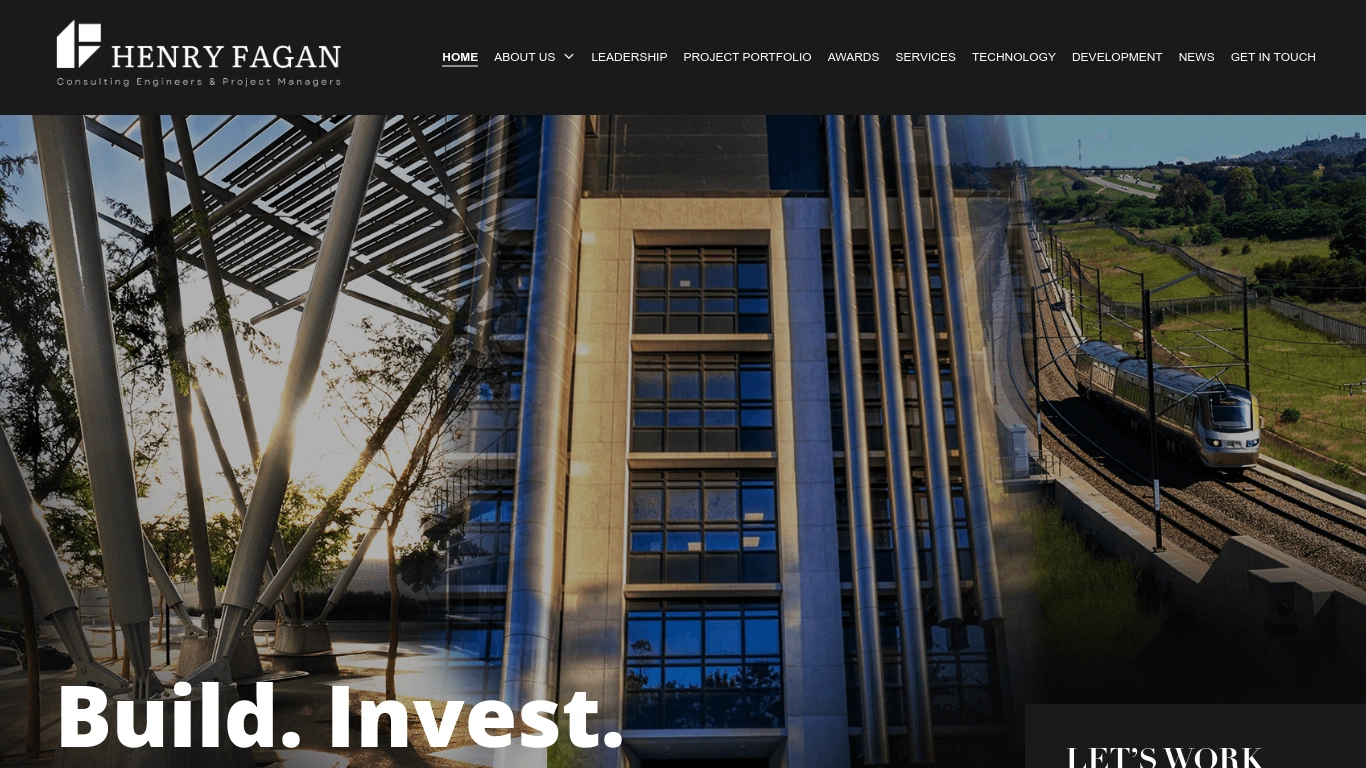 HENRY FAGAN
Consulting Engineers & Project Managers
HOME ABOUT US LEADERSHIP PROJECT PORTFOLIO AWARDS SERVICES TECHNOLOGY DEVELOPMENT NEWS GET IN TOUCH
Build. Invest.
LET'S WORK